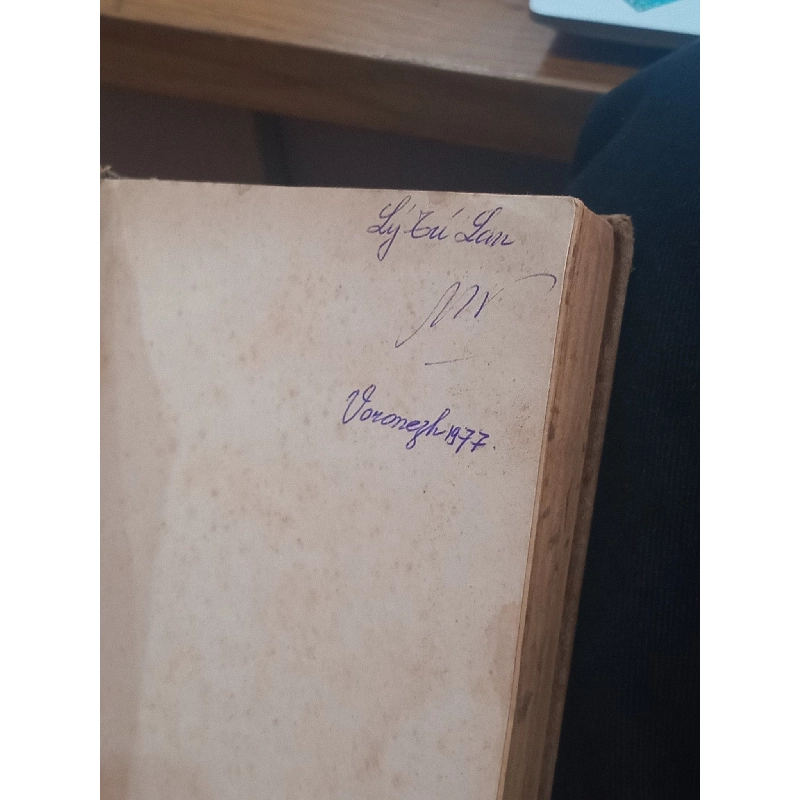 Lý Tú Lan
Voronezh 1977.